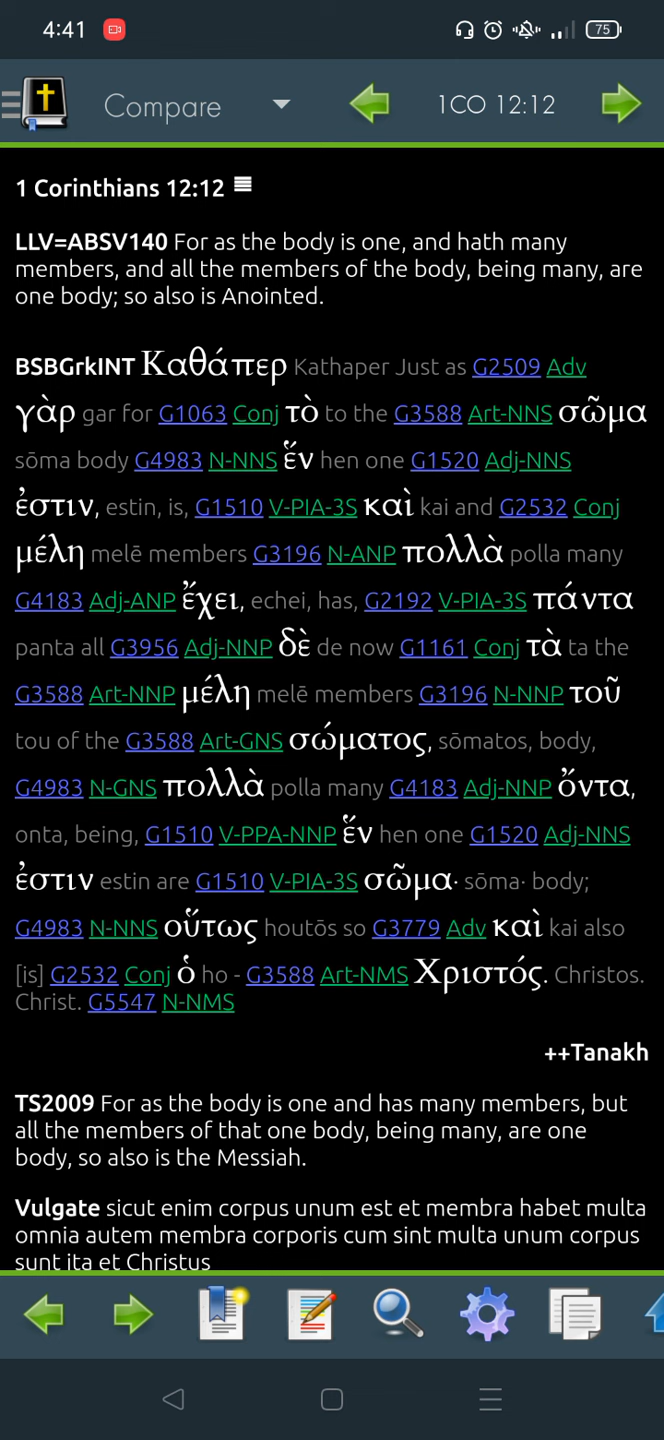 4:41
75
Compare
1CO 12:12
1 Corinthians 12:12
LLV=ABSV140 For as the body is one, and hath many
members, and all the members of the body, being many, are
one body; so also is Anointed.
BSBGrkINT Καθάπερ Kathaper Just as G2509 Adv
γὰρ gar for G1063 Conj τὸ to the G3588 Art-NNS σῶμα
sōma body G4983 N-NNS ἕν hen one G1520 Adj-NNS
ἐστιν, estin, is, G1510 V-PIA-3S καὶ kai and G2532 Conj
μέλη melē members G3196 N-ANP πολλὰ polla many
G4183 Adj-ANP ἔχει, echei, has, G2192 V-PIA-3S πάντα
panta all G3956 Adj-NNP δὲ de now G1161 Conj τὰ ta the
G3588 Art-NNP μέλη melē members G3196 N-NNP τοῦ
tou of the G3588 Art-GNS σώματος, sōmatos, body,
G4983 N-GNS πολλὰ polla many G4183 Adj-NNP ὄντα,
onta, being, G1510 V-PPA-NNP ἕν hen one G1520 Adj-NNS
ἐστιν estin are G1510 V-PIA-3S σῶμα· sōma· body;
G4983 N-NNS οὕτως houtōs so G3779 Adv καὶ kai also
[is] G2532 Conj ὁ ho - G3588 Art-NMS Χριστός. Christos.
Christ. G5547 N-NMS
++Tanakh
TS2009 For as the body is one and has many members, but
all the members of that one body, being many, are one
body, so also is the Messiah.
Vulgate sicut enim corpus unum est et membra habet multa
omnia autem membra corporis cum sint multa unum corpus
sunt ita et Christus